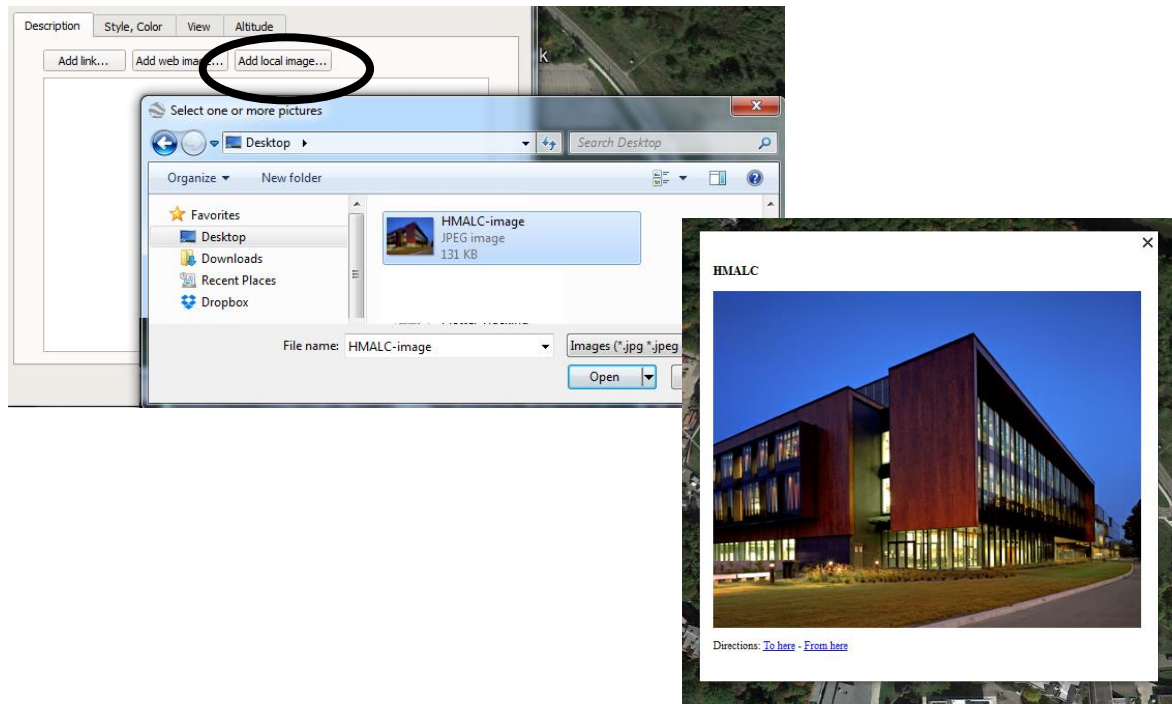 Description Style, Color View Altitude
Add link... Add web image... Add local image...
k
Select one or more pictures
Desktop
Search Desktop
Organize New folder
Favorites
Desktop
Downloads
Recent Places
Dropbox
HMALC-image
JPEG image
131 KB
File name: HMALC-image Images (*.jpg *.jpeg
Open
HMALC
Directions: To here - From here